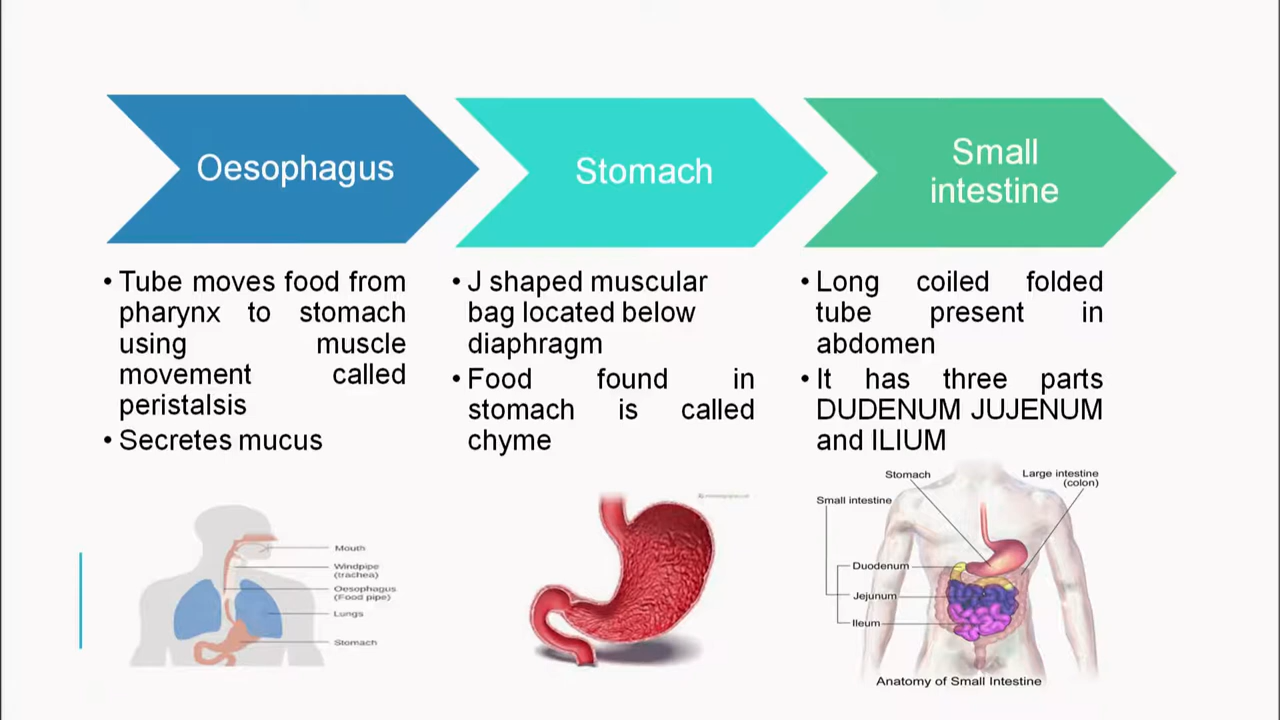 Oesophagus
Tube moves food from
pharynx to stomach
using muscle
movement called
peristalsis
Secretes mucus
Mouth
Windpipe
(trachea)
Oesophagus
(Food pipe)
Lungs
Stomach
Stomach
J shaped muscular
bag located below
diaphragm
Food found in
stomach is called
chyme
Small
intestine
Long coiled folded
tube present in
abdomen
It has three parts
DUDENUM JUJENUM
and ILIUM
Stomach
Large intestine
(colon)
Small intestine
Duodenum
Jejunum
Ileum
Anatomy of Small Intestine